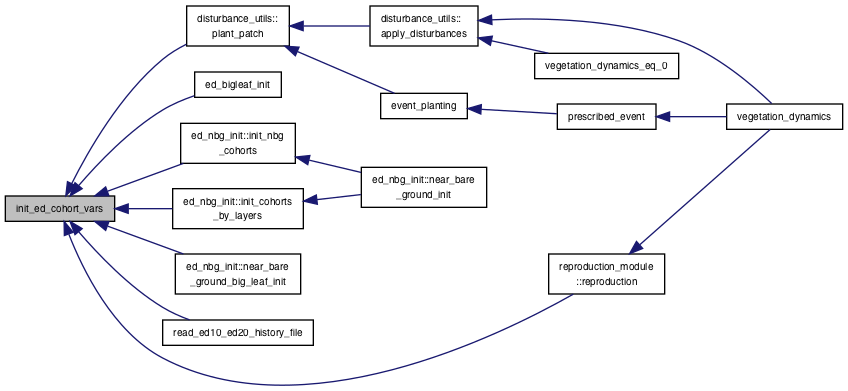 disturbance_utils::
plant_patch
disturbance_utils::
apply_disturbances
vegetation_dynamics_eq_0
ed_bigleaf_init
event_planting
prescribed_event
vegetation_dynamics
ed_nbg_init::init_nbg
_cohorts
ed_nbg_init::near_bare
_ground_init
init_ed_cohort_vars
ed_nbg_init::init_cohorts
_by_layers
ed_nbg_init::near_bare
_ground_big_leaf_init
reproduction_module
::reproduction
read_ed10_ed20_history_file